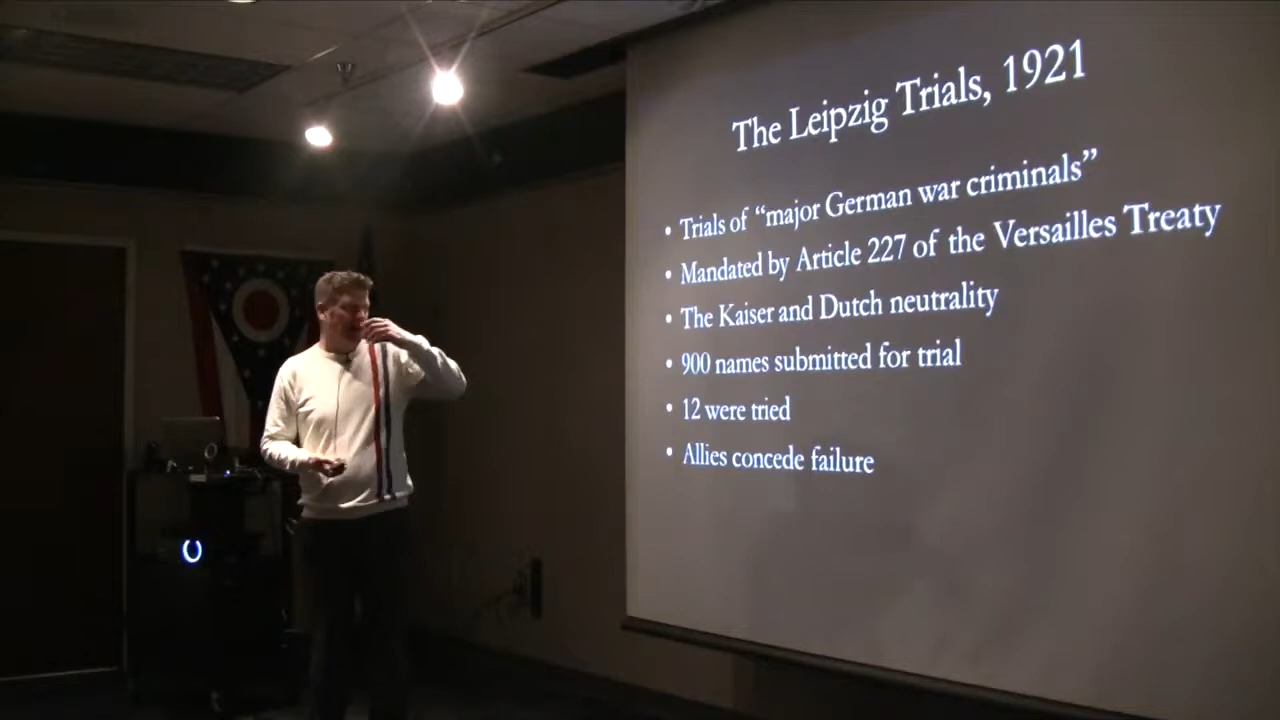 The Leipzig Trials, 1921
• Trials of “major German war criminals”
• Mandated by Article 227 of the Versailles Treaty
• The Kaiser and Dutch neutrality
• 900 names submitted for trial
• 12 were tried
• Allies concede failure